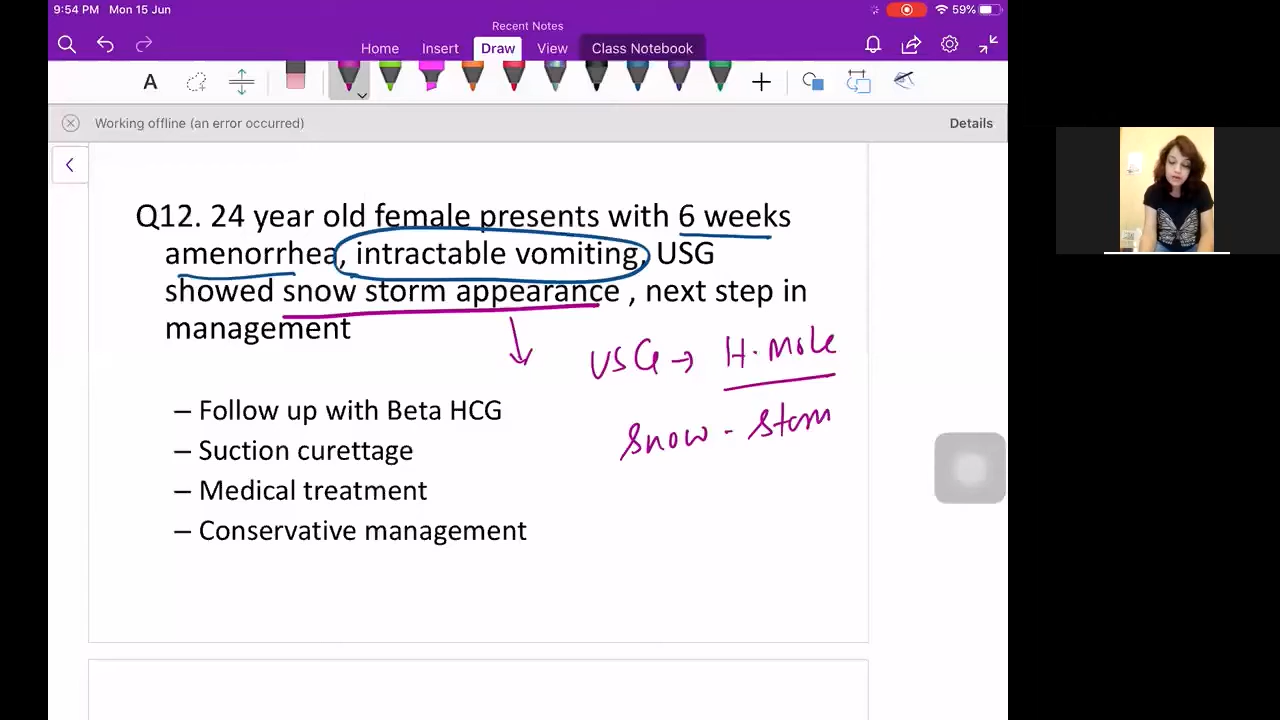 9:54 PM Mon 15 Jun
59%
Recent Notes
Home Insert Draw View Class Notebook
A
Working offline (an error occurred)
Details
Q12. 24 year old female presents with 6 weeks
amenorrhea, intractable vomiting, USG
showed snow storm appearance , next step in
management
USG → H. Mole
Snow - Storm
– Follow up with Beta HCG
– Suction curettage
– Medical treatment
– Conservative management